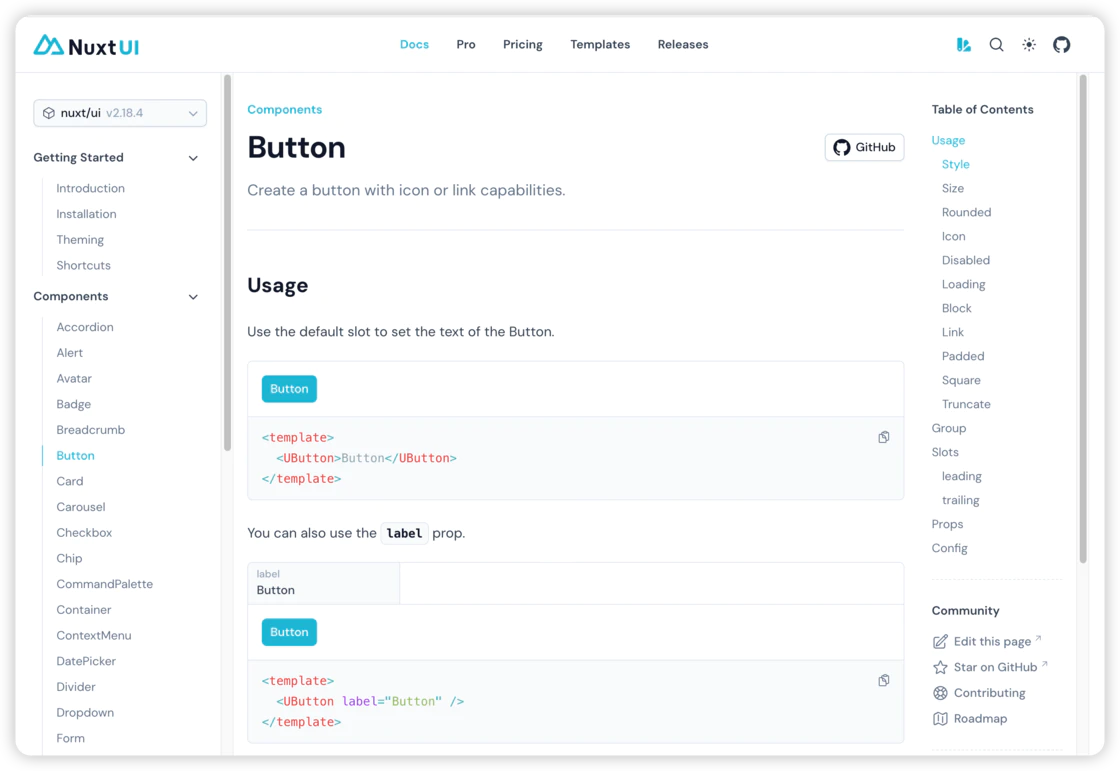 NuxtUI
Docs
Pro
Pricing
Templates
Releases
nuxt/ui v2.18.4
Getting Started
Introduction
Installation
Theming
Shortcuts
Components
Accordion
Alert
Avatar
Badge
Breadcrumb
Button
Card
Carousel
Checkbox
Chip
CommandPalette
Container
ContextMenu
DatePicker
Divider
Dropdown
Form
Components
Button
GitHub
Create a button with icon or link capabilities.
Usage
Use the default slot to set the text of the Button.
Button
<template>
  <UButton>Button</UButton>
</template>
You can also use the label prop.
label
Button
Button
<template>
  <UButton label="Button" />
</template>
Table of Contents
Usage
Style
Size
Rounded
Icon
Disabled
Loading
Block
Link
Padded
Square
Truncate
Group
Slots
leading
trailing
Props
Config
Community
Edit this page
Star on GitHub
Contributing
Roadmap